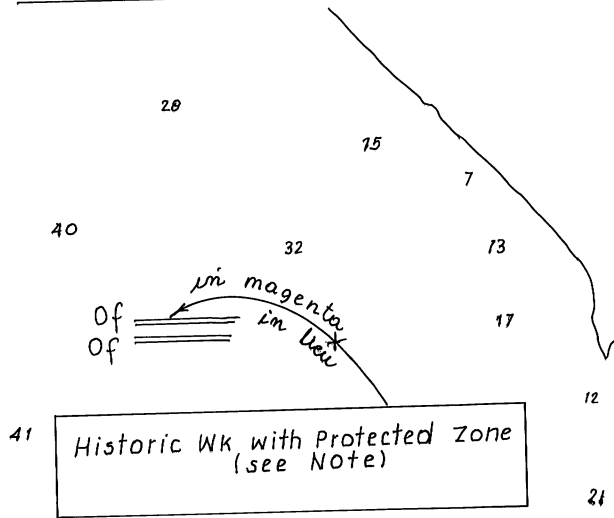 28
15
7
40
32
13
in magenta
in lieu
Of
Of
17
12
41
Historic Wk with Protected Zone
(see NOTE)
21